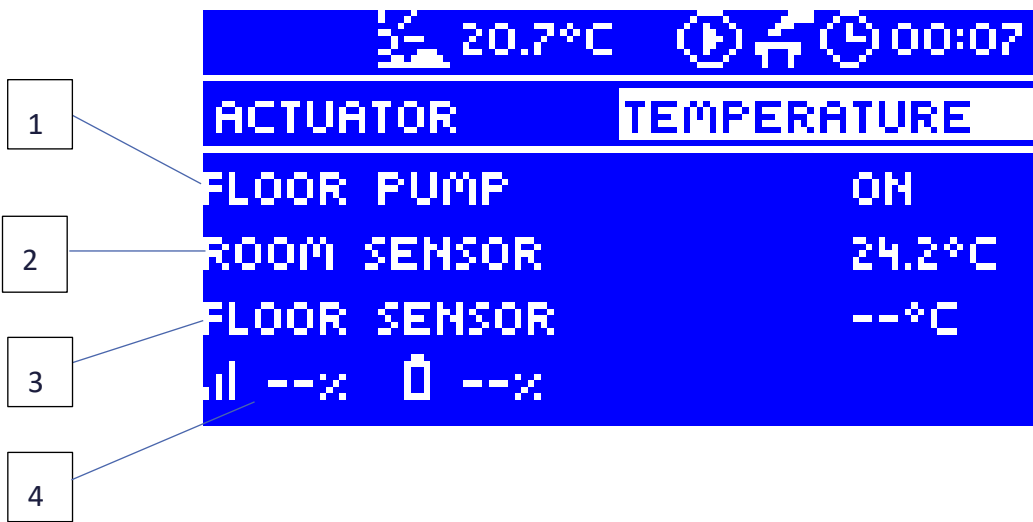 20.7°C 00:07
ACTUATOR TEMPERATURE
1
FLOOR PUMP ON
2
ROOM SENSOR 24.2°C
FLOOR SENSOR --°C
3
--% --%
4